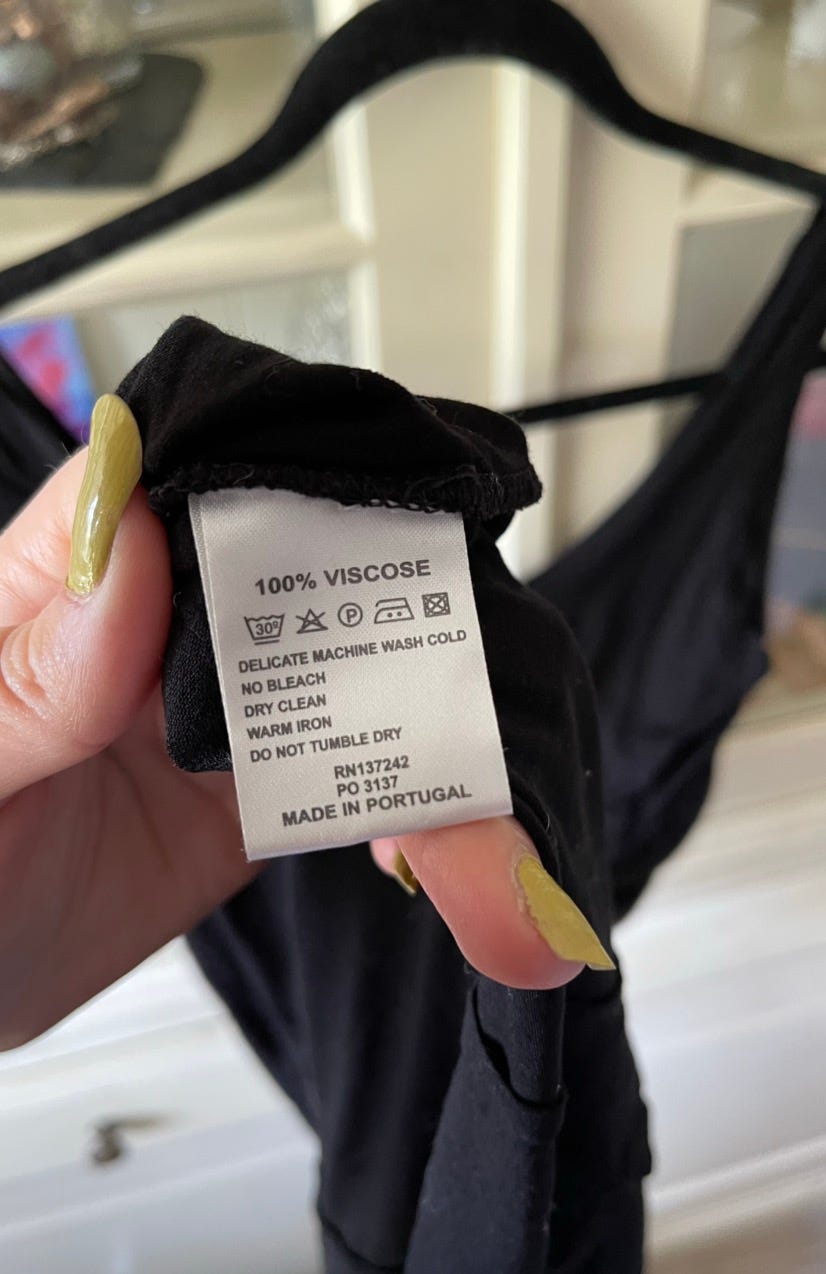 100% VISCOSE
30° P
DELICATE MACHINE WASH COLD
NO BLEACH
DRY CLEAN
WARM IRON
DO NOT TUMBLE DRY
RN137242
PO 3137
MADE IN PORTUGAL